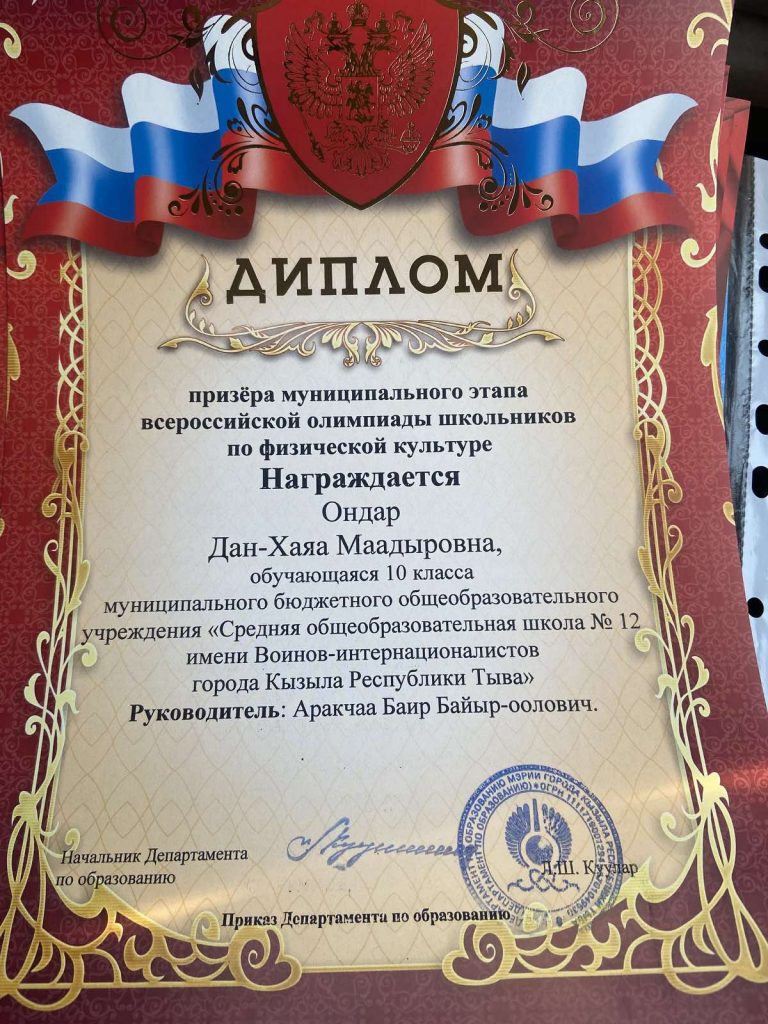 ДИПЛОМ
призёра муниципального этапа
всероссийской олимпиады школьников
по физической культуре
Награждается
Ондар
Дан-Хаяа Маадыровна,
обучающаяся 10 класса
муниципального бюджетного общеобразовательного
учреждения «Средняя общеобразовательная школа № 12
имени Воинов-интернационалистов
города Кызыла Республики Тыва»
Руководитель: Аракчаа Баир Байыр-оолович.
Начальник Департамента
по образованию
Д.Ш. Куулар
Приказ Департамента по образованию